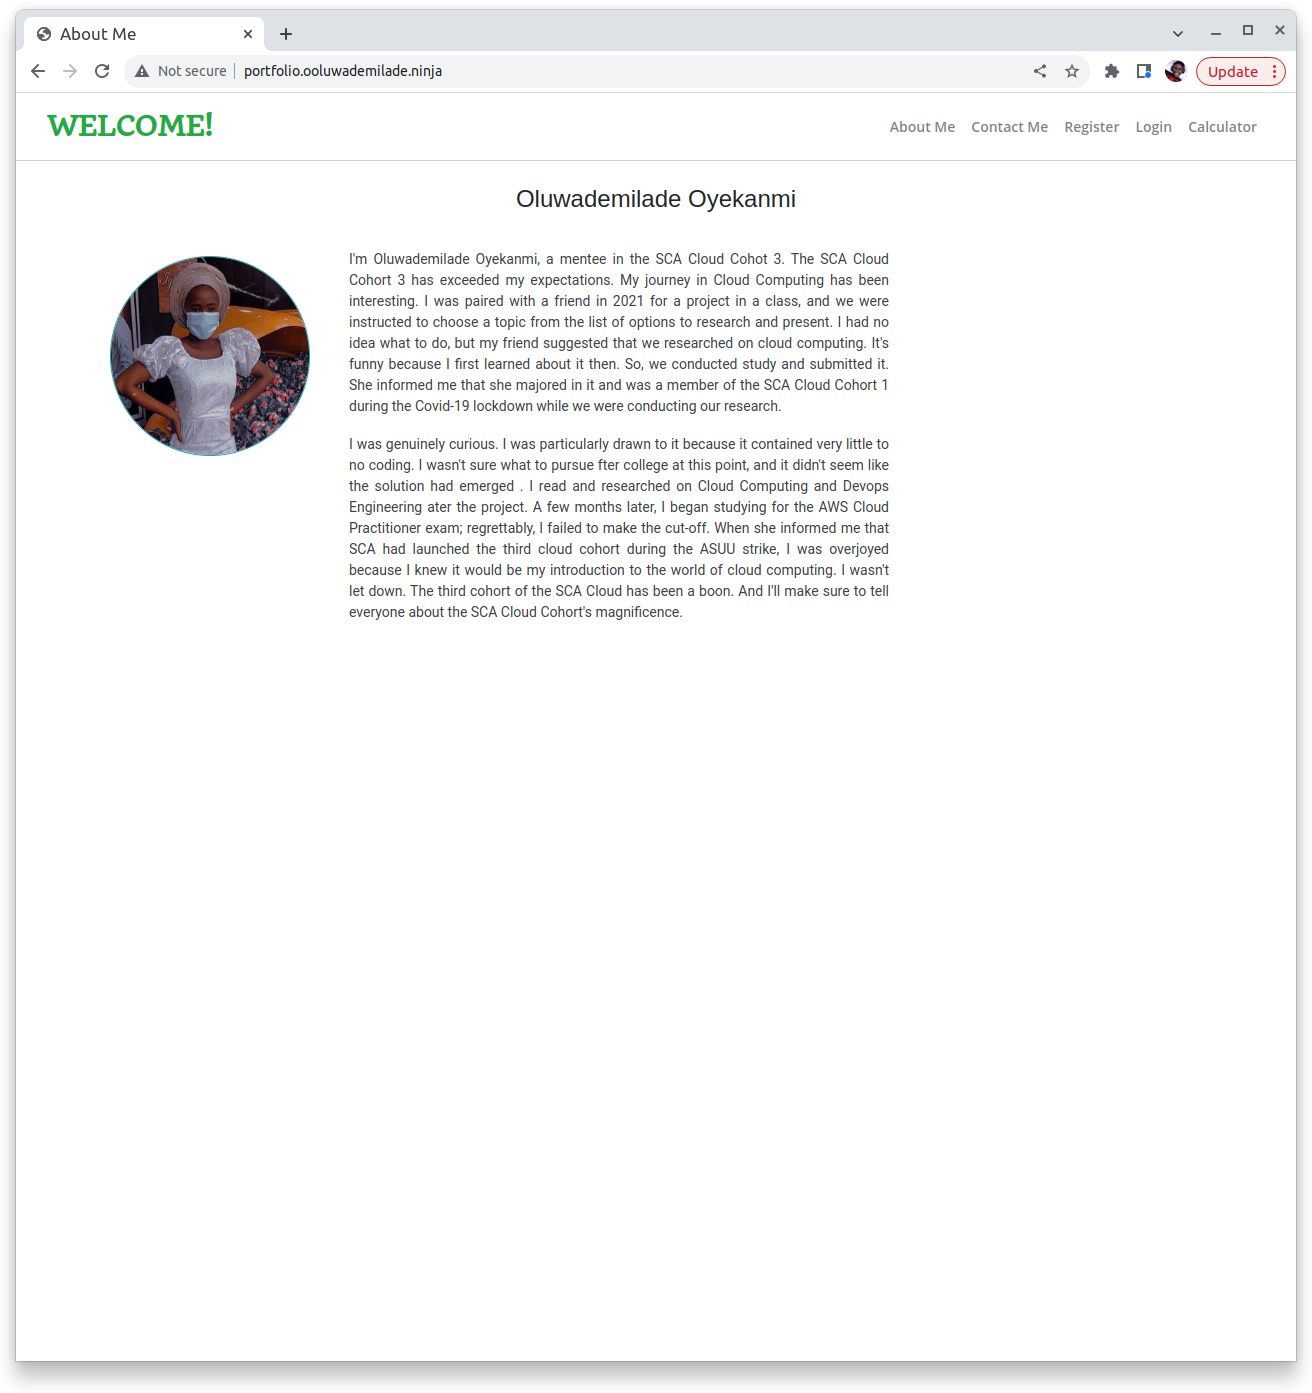 About Me
Not secure
portfolio.ooluwademilade.ninja
Update
WELCOME!
About Me Contact Me Register Login Calculator
Oluwademilade Oyekanmi
I'm Oluwademilade Oyekanmi, a mentee in the SCA Cloud Cohot 3. The SCA Cloud
Cohort 3 has exceeded my expectations. My journey in Cloud Computing has been
interesting. I was paired with a friend in 2021 for a project in a class, and we were
instructed to choose a topic from the list of options to research and present. I had no
idea what to do, but my friend suggested that we researched on cloud computing. It's
funny because I first learned about it then. So, we conducted study and submitted it.
She informed me that she majored in it and was a member of the SCA Cloud Cohort 1
during the Covid-19 lockdown while we were conducting our research.
I was genuinely curious. I was particularly drawn to it because it contained very little to
no coding. I wasn't sure what to pursue fter college at this point, and it didn't seem like
the solution had emerged . I read and researched on Cloud Computing and Devops
Engineering ater the project. A few months later, I began studying for the AWS Cloud
Practitioner exam; regrettably, I failed to make the cut-off. When she informed me that
SCA had launched the third cloud cohort during the ASUU strike, I was overjoyed
because I knew it would be my introduction to the world of cloud computing. I wasn't
let down. The third cohort of the SCA Cloud has been a boon. And I'll make sure to tell
everyone about the SCA Cloud Cohort's magnificence.